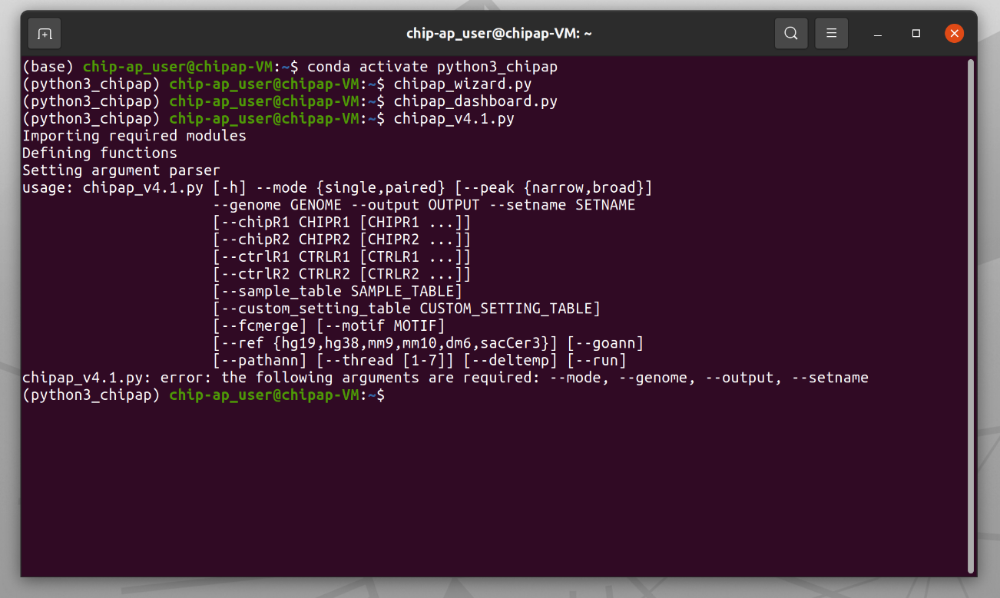 chip-ap_user@chipap-VM: ~
(base) chip-ap_user@chipap-VM:~$ conda activate python3_chipap
(python3_chipap) chip-ap_user@chipap-VM:~$ chipap_wizard.py
(python3_chipap) chip-ap_user@chipap-VM:~$ chipap_dashboard.py
(python3_chipap) chip-ap_user@chipap-VM:~$ chipap_v4.1.py
Importing required modules
Defining functions
Setting argument parser
usage: chipap_v4.1.py [-h] --mode {single,paired} [--peak {narrow,broad}]
                      --genome GENOME --output OUTPUT --setname SETNAME
                      [--chipR1 CHIPR1 [CHIPR1 ...]]
                      [--chipR2 CHIPR2 [CHIPR2 ...]]
                      [--ctrlR1 CTRLR1 [CTRLR1 ...]]
                      [--ctrlR2 CTRLR2 [CTRLR2 ...]]
                      [--sample_table SAMPLE_TABLE]
                      [--custom_setting_table CUSTOM_SETTING_TABLE]
                      [--fcmerge] [--motif MOTIF]
                      [--ref {hg19,hg38,mm9,mm10,dm6,sacCer3}] [--goann]
                      [--pathann] [--thread [1-7]] [--deltemp] [--run]
chipap_v4.1.py: error: the following arguments are required: --mode, --genome, --output, --setname
(python3_chipap) chip-ap_user@chipap-VM:~$